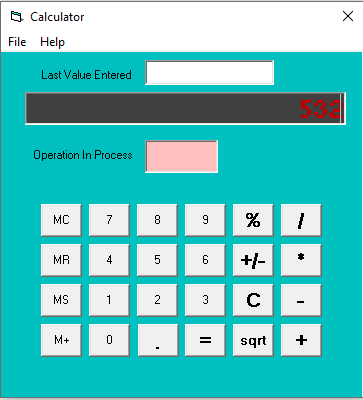 Calculator
File Help
Last Value Entered
532
Operation In Process
MC 7 8 9 % /
MR 4 5 6 +/- *
MS 1 2 3 C -
M+ 0 . = sqrt +